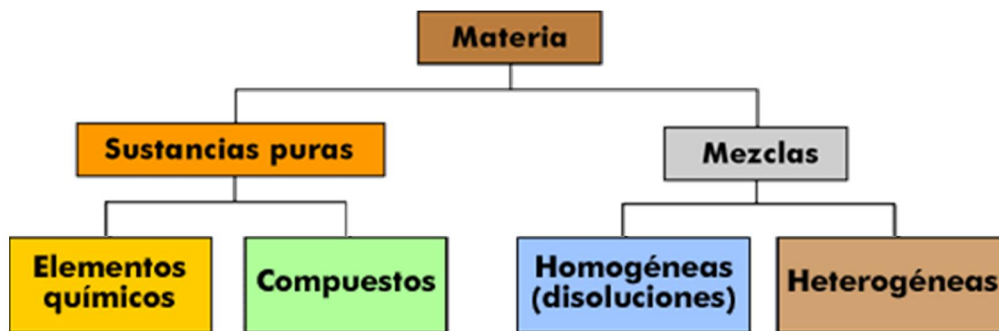 Materia
Sustancias puras
Mezclas
Elementos
químicos
Compuestos
Homogéneas
(disoluciones)
Heterogéneas